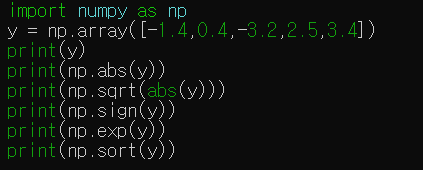 import numpy as np
y = np.array([-1.4,0.4,-3.2,2.5,3.4])
print(y)
print(np.abs(y))
print(np.sqrt(abs(y)))
print(np.sign(y))
print(np.exp(y))
print(np.sort(y))